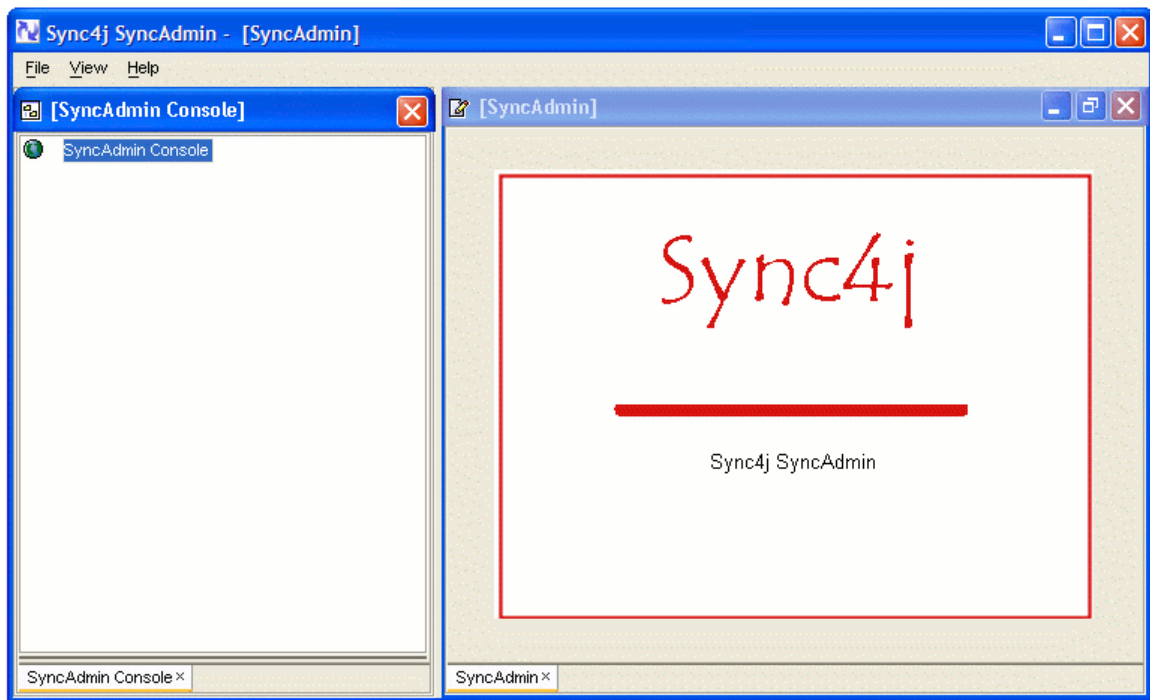 Sync4j SyncAdmin - [SyncAdmin]
File View Help
[SyncAdmin Console]
SyncAdmin Console
SyncAdmin Console
[SyncAdmin]
Sync4j
Sync4j SyncAdmin
SyncAdmin